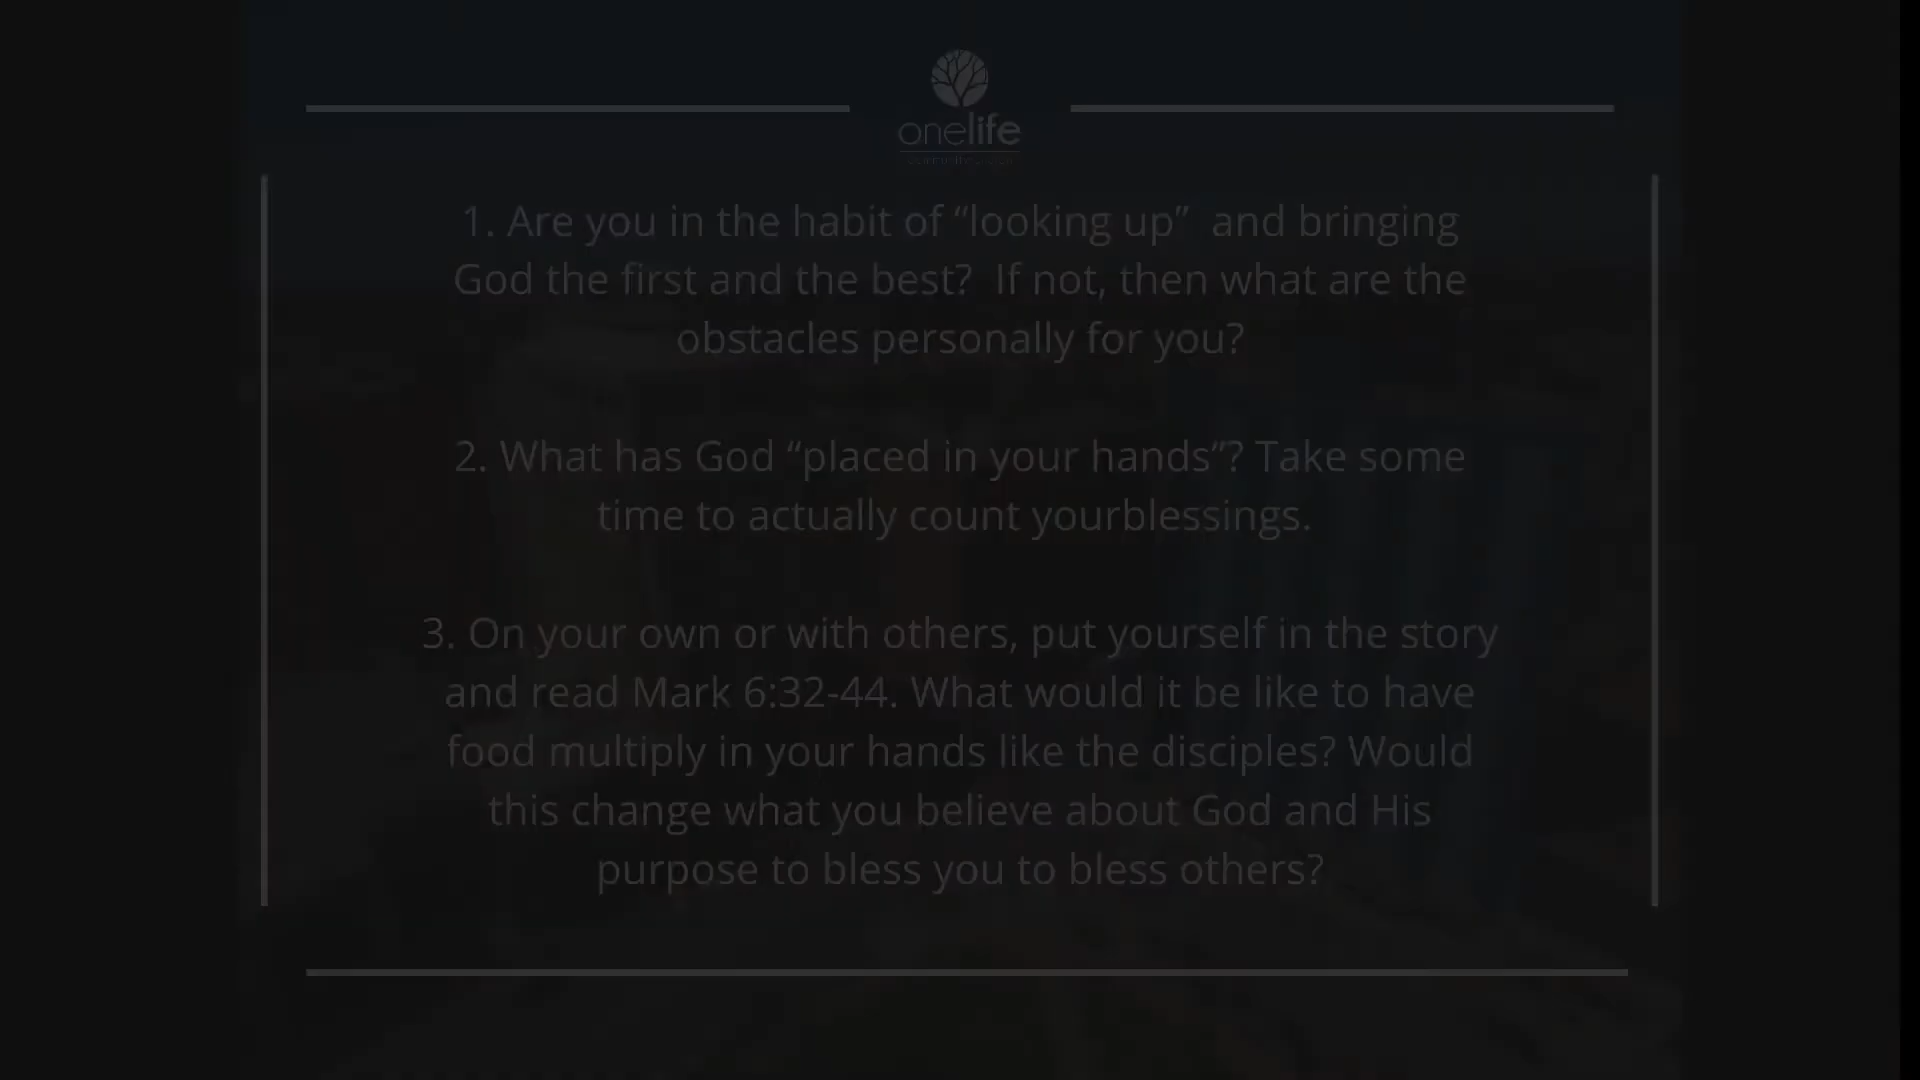 onelife
1. Are you in the habit of “looking up”  and bringing
God the first and the best?  If not, then what are the
obstacles personally for you?
2. What has God “placed in your hands”? Take some
time to actually count yourblessings.
3. On your own or with others, put yourself in the story
and read Mark 6:32-44. What would it be like to have
food multiply in your hands like the disciples? Would
this change what you believe about God and His
purpose to bless you to bless others?